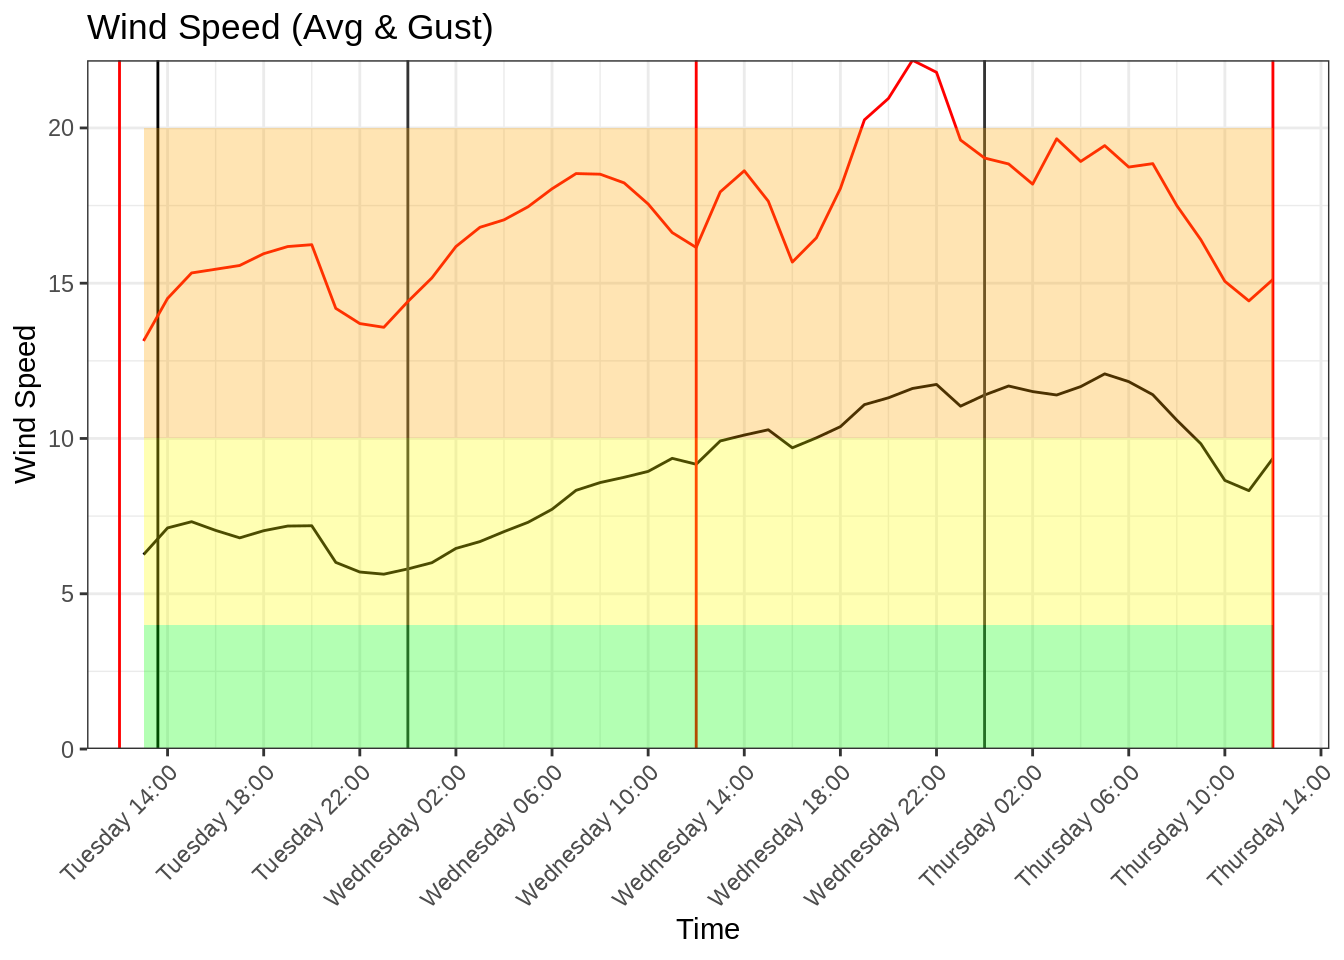 Wind Speed (Avg & Gust)
Wind Speed
20
15
10
5
0
Tuesday 14:00
Tuesday 18:00
Tuesday 22:00
Wednesday 02:00
Wednesday 06:00
Wednesday 10:00
Wednesday 14:00
Wednesday 18:00
Wednesday 22:00
Thursday 02:00
Thursday 06:00
Thursday 10:00
Thursday 14:00
Time